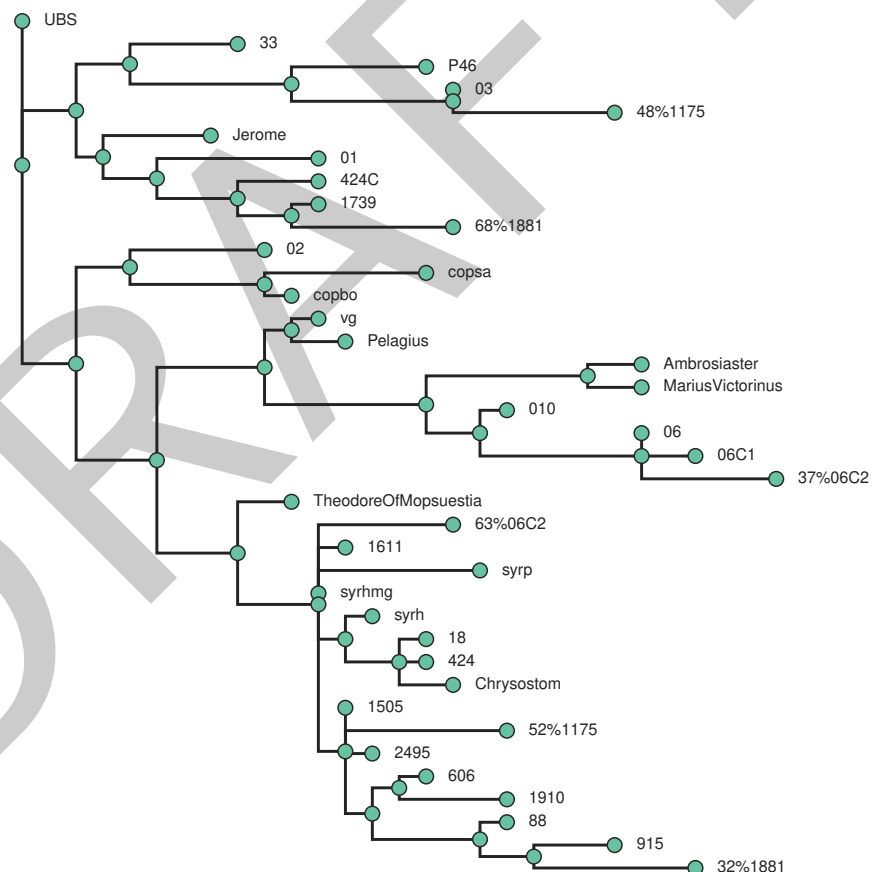 UBS
33
P46
03
48%1175
Jerome
01
424C
1739
68%1881
02
copsa
copbo
vg
Pelagius
Ambrosiaster
MariusVictorinus
010
06
06C1
37%06C2
TheodoreOfMopsuestia
63%06C2
1611
syrp
syrhmg
syrh
18
424
Chrysostom
1505
52%1175
2495
606
1910
88
915
32%1881
DRAFT